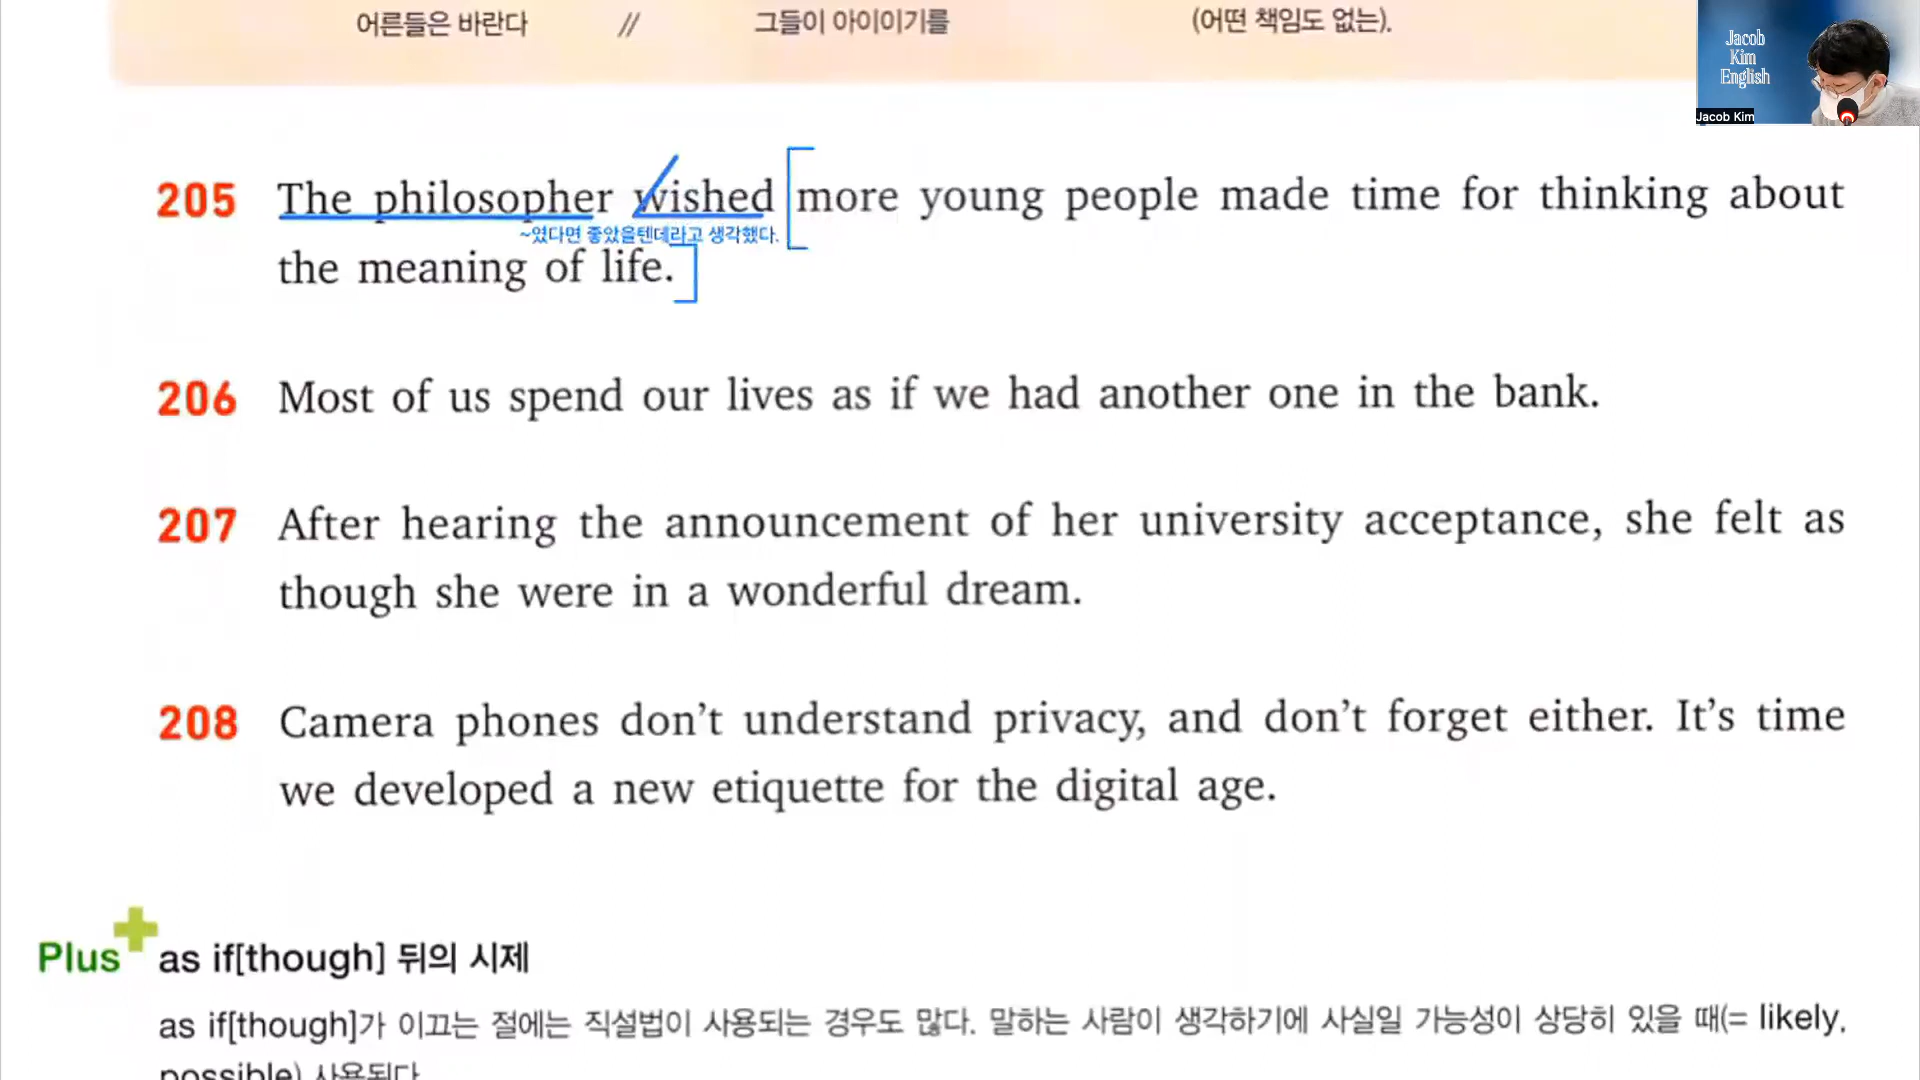 어른들은 바란다 // 그들이 아이이기를 (어떤 책임도 없는).
Jacob
Kim
English
Jacob Kim
205 The philosopher wished more young people made time for thinking about
~였다면 좋았을텐데라고 생각했다.
the meaning of life.
206 Most of us spend our lives as if we had another one in the bank.
207 After hearing the announcement of her university acceptance, she felt as
though she were in a wonderful dream.
208 Camera phones don’t understand privacy, and don’t forget either. It’s time
we developed a new etiquette for the digital age.
Plus as if[though] 뒤의 시제
as if[though]가 이끄는 절에는 직설법이 사용되는 경우도 많다. 말하는 사람이 생각하기에 사실일 가능성이 상당히 있을 때(= likely,
possible) 사용된다